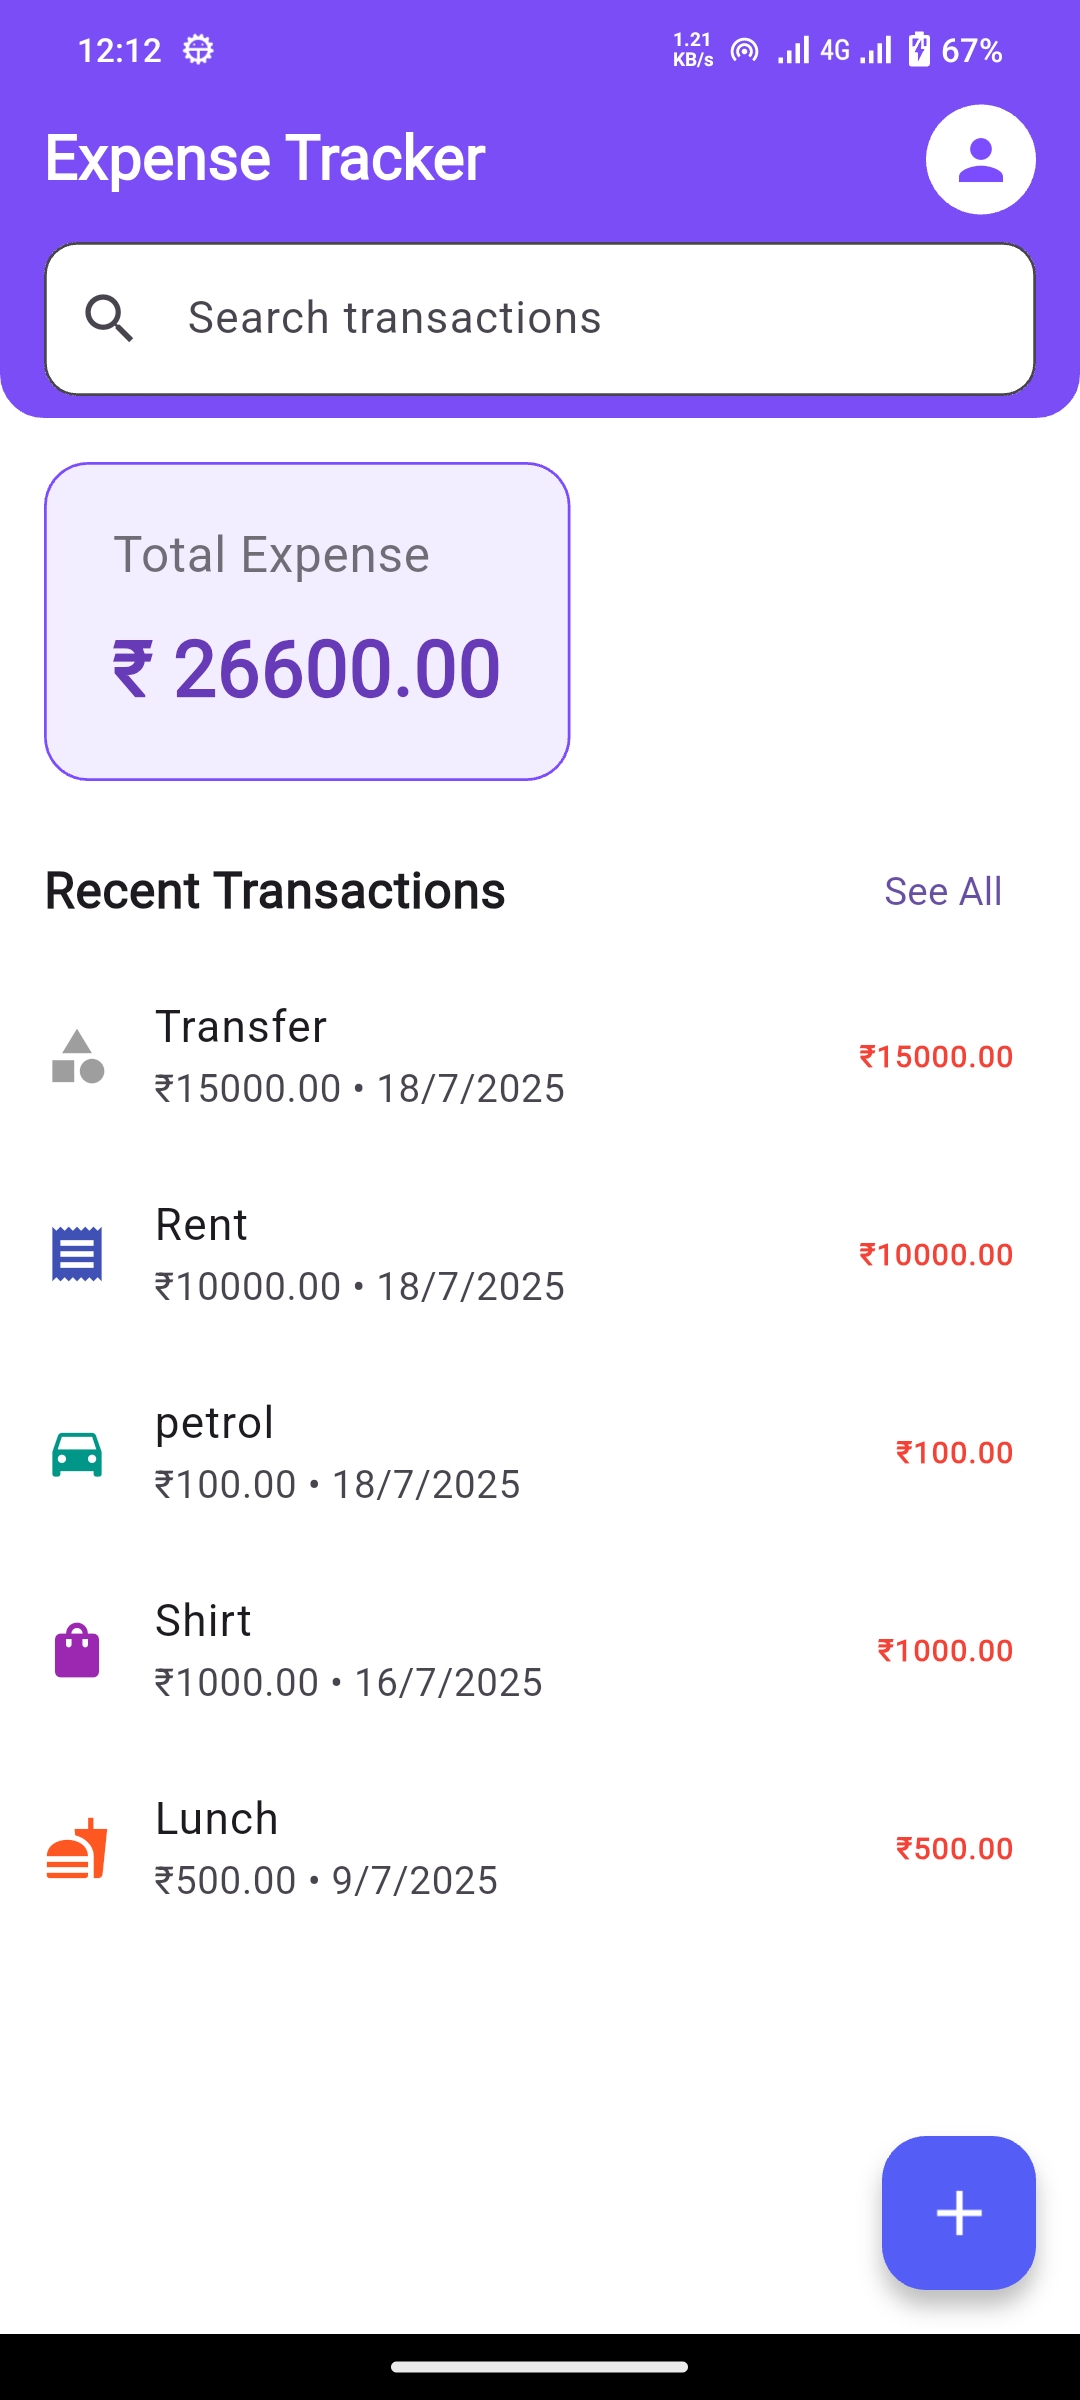 12:12
1.21
KB/s
4G
67%
Expense Tracker
Search transactions
Total Expense
₹ 26600.00
Recent Transactions
See All
Transfer
₹15000.00 • 18/7/2025
₹15000.00
Rent
₹10000.00 • 18/7/2025
₹10000.00
petrol
₹100.00 • 18/7/2025
₹100.00
Shirt
₹1000.00 • 16/7/2025
₹1000.00
Lunch
₹500.00 • 9/7/2025
₹500.00